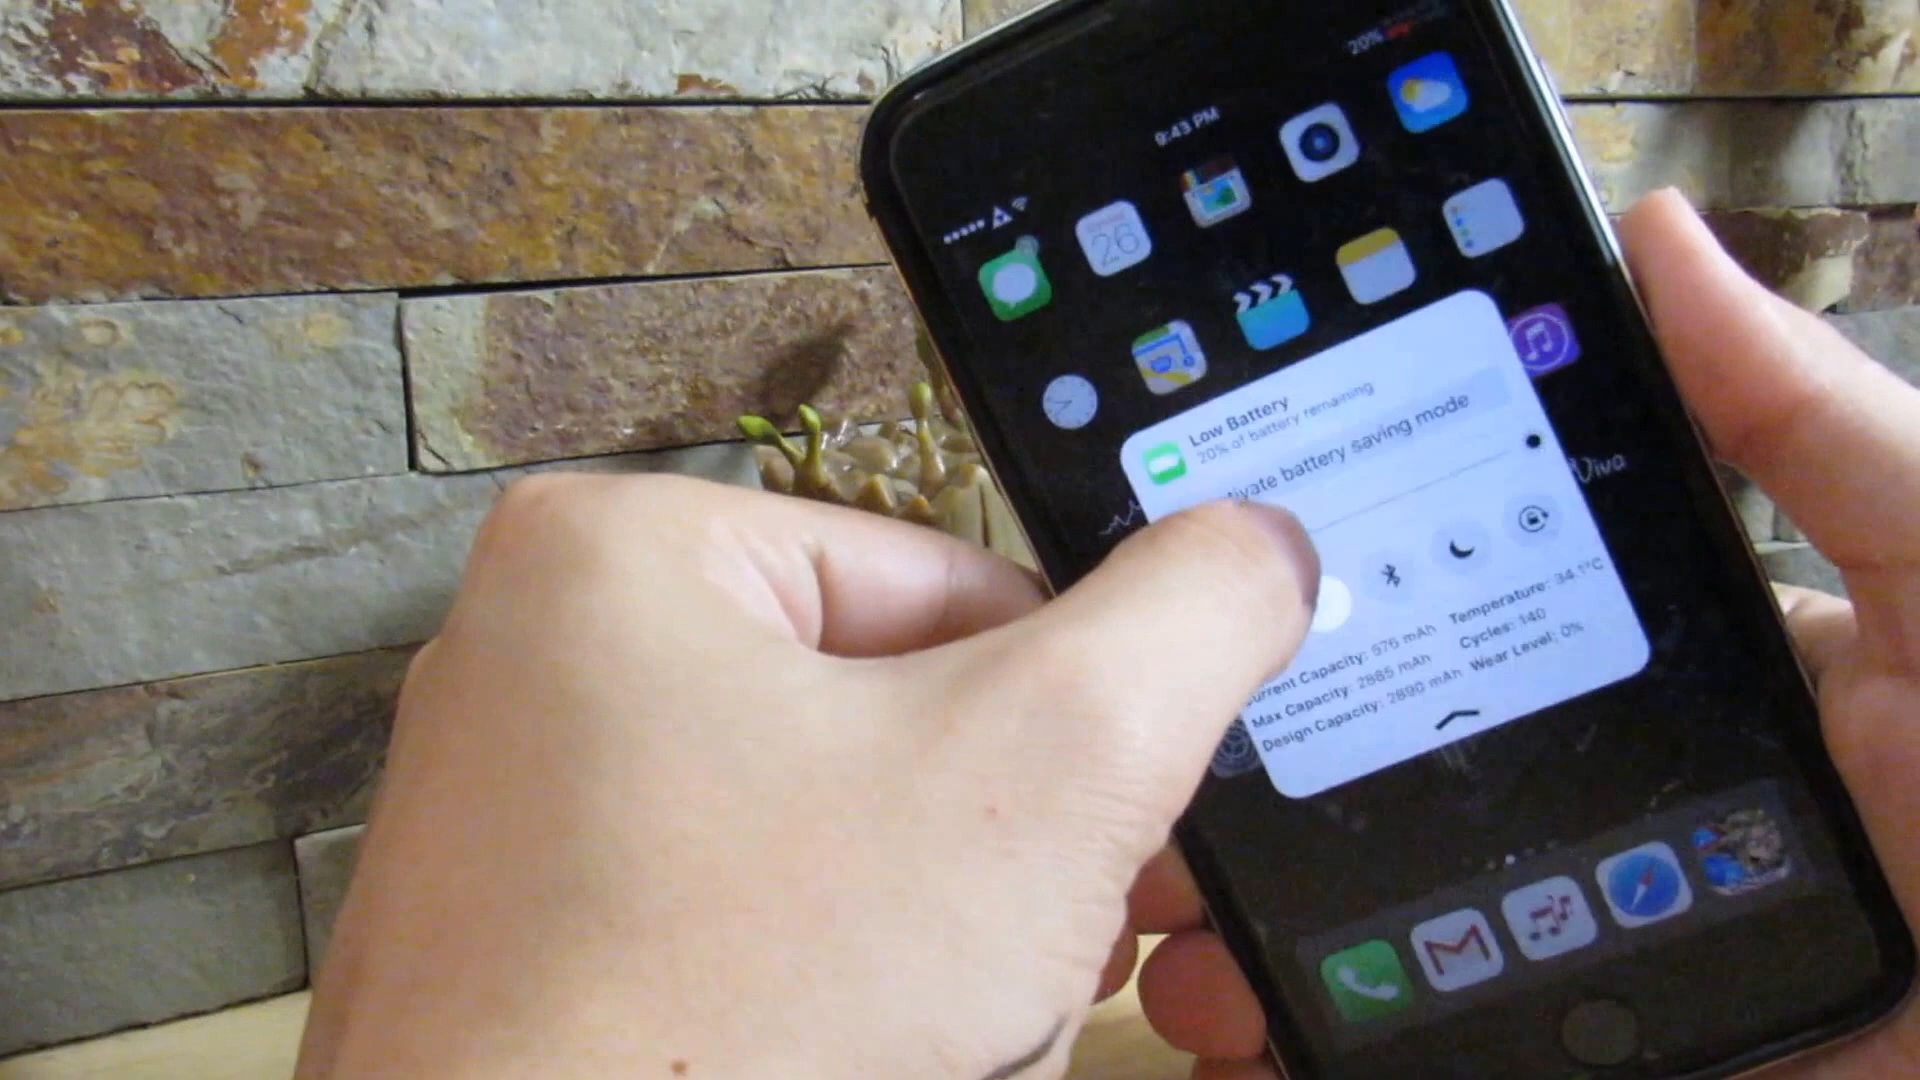 20%
9:43 PM
26
Low Battery
20% of battery remaining
battery saving mode
Viva
Current Capacity: 576 mAh
Max Capacity: 2885 mAh
Design Capacity: 2890 mAh
Temperature: 34.1°C
Cycles: 140
Wear Level: 0%